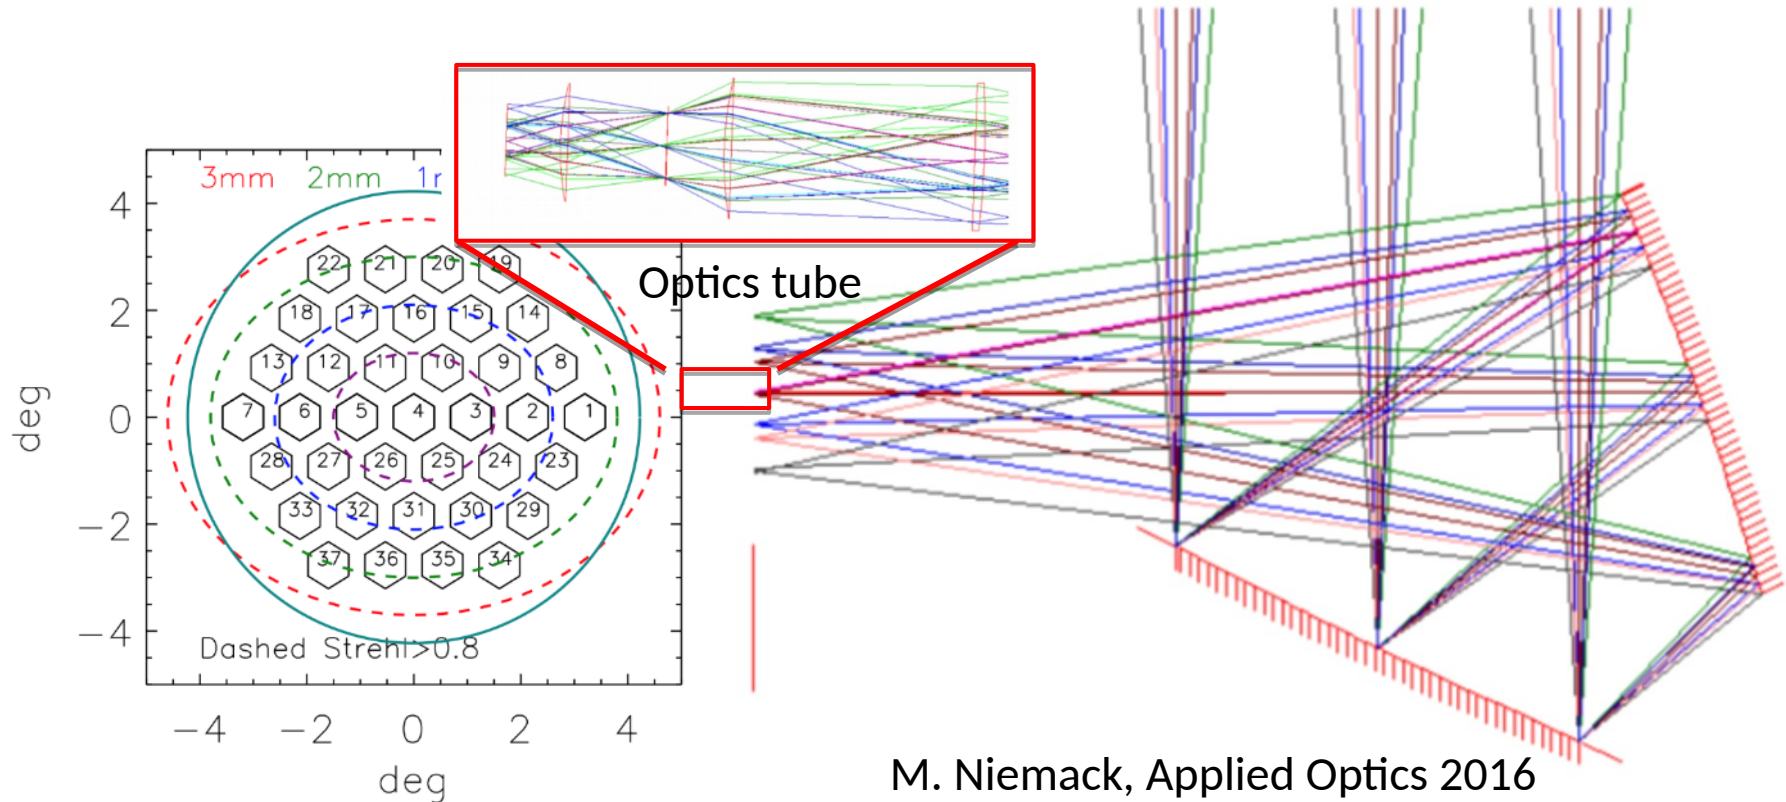 3mm 2mm 1
22 21 20 19
18 17 16 15 14
13 12 11 10 9 8
7 6 5 4 3 2 1
28 27 26 25 24 23
33 32 31 30 29
37 36 35 34
4
2
0
−2
−4
deg
Dashed Strehl>0.8
−4 −2 0 2 4
deg
Optics tube
M. Niemack, Applied Optics 2016